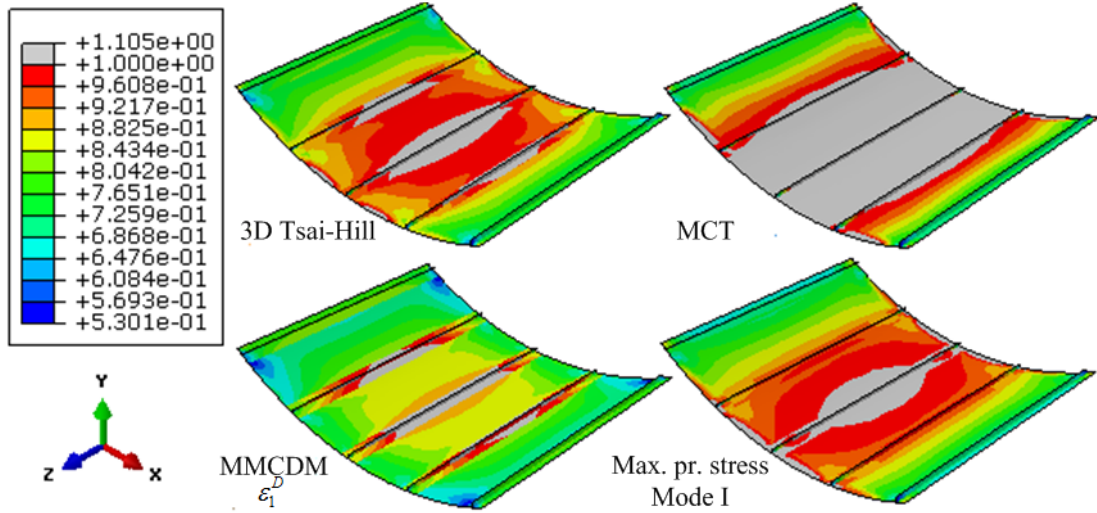 +1.105e+00
+1.000e+00
+9.608e-01
+9.217e-01
+8.825e-01
+8.434e-01
+8.042e-01
+7.651e-01
+7.259e-01
+6.868e-01
+6.476e-01
+6.084e-01
+5.693e-01
+5.301e-01
3D Tsai-Hill
MCT
Y
Z
X
MMCDM
ε₁ᴰ
Max. pr. stress
Mode I